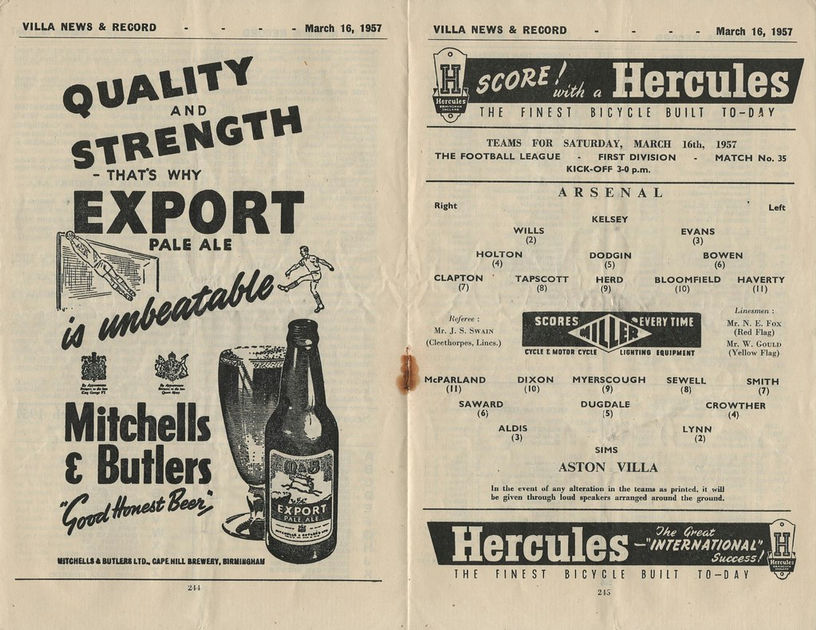 VILLA NEWS & RECORD - - - - March 16, 1957
QUALITY
AND
STRENGTH
- THAT'S WHY
EXPORT
PALE ALE
is unbeatable
Mitchells
& Butlers
"Good Honest Beer"
M&B
EXPORT
PALE ALE
MITCHELLS & BUTLERS LTD., CAPE HILL BREWERY, BIRMINGHAM
244
VILLA NEWS & RECORD - - - - March 16, 1957
H
Hercules
BIRMINGHAM
ENGLAND
SCORE! with a Hercules
THE FINEST BICYCLE BUILT TO-DAY
TEAMS FOR SATURDAY, MARCH 16th, 1957
THE FOOTBALL LEAGUE - FIRST DIVISION - MATCH No. 35
KICK-OFF 3-0 p.m.
ARSENAL
Right Left
KELSEY
WILLS EVANS
(2) (3)
HOLTON DODGIN BOWEN
(4) (5) (6)
CLAPTON TAPSCOTT HERD BLOOMFIELD HAVERTY
(7) (8) (9) (10) (11)
Referee :
Mr. J. S. SWAIN
(Cleethorpes, Lincs.)
SCORES MILLER EVERY TIME
CYCLE & MOTOR CYCLE LIGHTING EQUIPMENT
Linesmen :
Mr. N. E. Fox
(Red Flag)
Mr. W. GOULD
(Yellow Flag)
McPARLAND DIXON MYERSCOUGH SEWELL SMITH
(11) (10) (9) (8) (7)
SAWARD DUGDALE CROWTHER
(6) (5) (4)
ALDIS LYNN
(3) (2)
SIMS
ASTON VILLA
In the event of any alteration in the teams as printed, it will
be given through loud speakers arranged around the ground.
Hercules - The Great "INTERNATIONAL" Success!
H
Hercules
THE FINEST BICYCLE BUILT TO-DAY
245